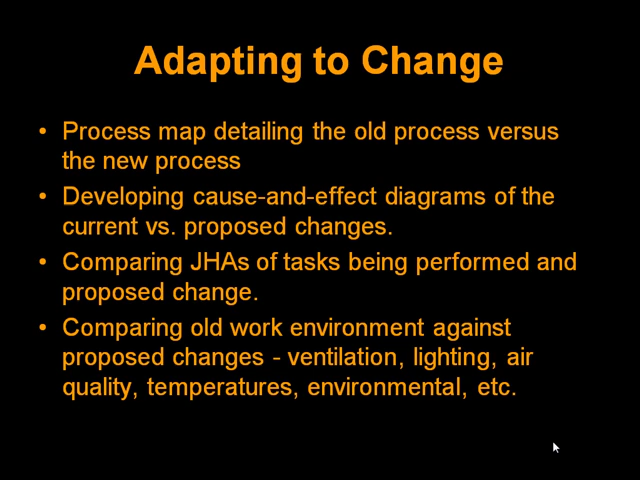 Adapting to Change
• Process map detailing the old process versus
the new process
• Developing cause-and-effect diagrams of the
current vs. proposed changes.
• Comparing JHAs of tasks being performed and
proposed change.
• Comparing old work environment against
proposed changes - ventilation, lighting, air
quality, temperatures, environmental, etc.